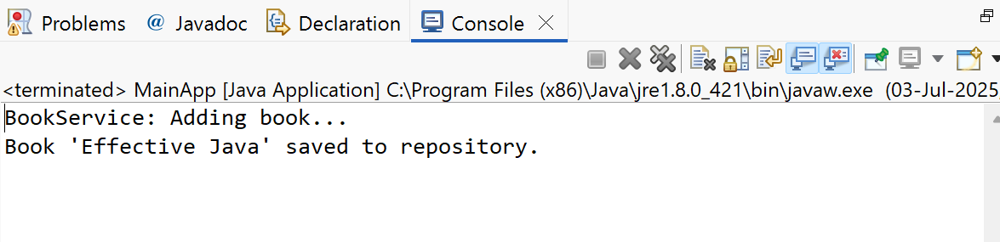 Problems @ Javadoc Declaration Console
<terminated> MainApp [Java Application] C:\Program Files (x86)\Java\jre1.8.0_421\bin\javaw.exe (03-Jul-2025,
BookService: Adding book...
Book 'Effective Java' saved to repository.